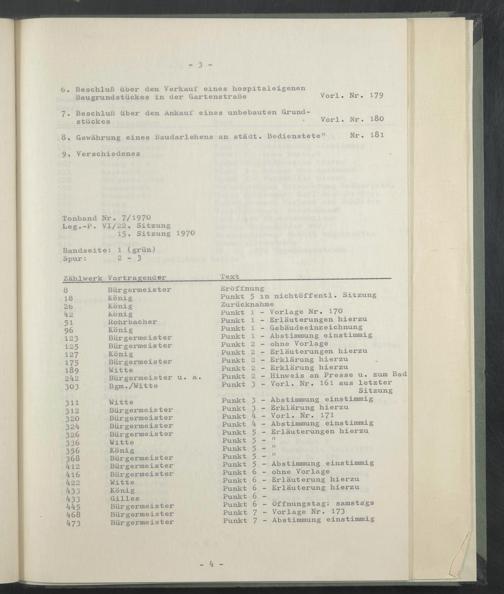 - 3 -
6. Beschluß über den Verkauf eines hospitaleigenen
Baugrundstückes in der Gartenstraße Vorl. Nr. 179
7. Beschluß über den Ankauf eines unbebauten Grund-
stückes Vorl. Nr. 180
8. Gewährung eines Baudarlehens an städt. Bedienstete" Nr. 181
9. Verschiedenes
Tonband Nr. 7/1970
Leg.-P. VI/22. Sitzung
15. Sitzung 1970
Bandseite: 1 (grün)
Spur: 2 - 3
Zählwerk Vortragender Text
8 Bürgermeister Eröffnung
18 König Punkt 5 in nichtöffentl. Sitzung
26 König Zurücknahme
42 König Punkt 1 - Vorlage Nr. 170
51 Rohrbacher Punkt 1 - Erläuterungen hierzu
96 König Punkt 1 - Gebäudeeinzeichnung
123 Bürgermeister Punkt 1 - Abstimmung einstimmig
125 Bürgermeister Punkt 2 - ohne Vorlage
127 König Punkt 2 - Erläuterungen hierzu
175 Bürgermeister Punkt 2 - Erklärung hierzu
189 Witte Punkt 2 - Erklärung hierzu
242 Bürgermeister u. a. Punkt 2 - Hinweis an Presse u. zum Bad
303 Bgm./Witte Punkt 3 - Vorl. Nr. 161 aus letzter
Sitzung
311 Witte Punkt 3 - Abstimmung einstimmig
312 Bürgermeister Punkt 3 - Erklärung hierzu
320 Bürgermeister Punkt 4 - Vorl. Nr. 171
324 Bürgermeister Punkt 4 - Abstimmung einstimmig
326 Bürgermeister Punkt 5 - Erläuterungen hierzu
336 Witte Punkt 5 - "
356 König Punkt 5 - "
368 Bürgermeister Punkt 5 - "
412 Bürgermeister Punkt 5 - Abstimmung einstimmig
416 Bürgermeister Punkt 6 - ohne Vorlage
422 Witte Punkt 6 - Erläuterung hierzu
433 König Punkt 6 - Erläuterung hierzu
433 Gilles Punkt 6 -
445 Bürgermeister Punkt 6 - Öffnungstag: samstags
468 Bürgermeister Punkt 7 - Vorlage Nr. 173
473 Bürgermeister Punkt 7 - Abstimmung einstimmig
- 4 -